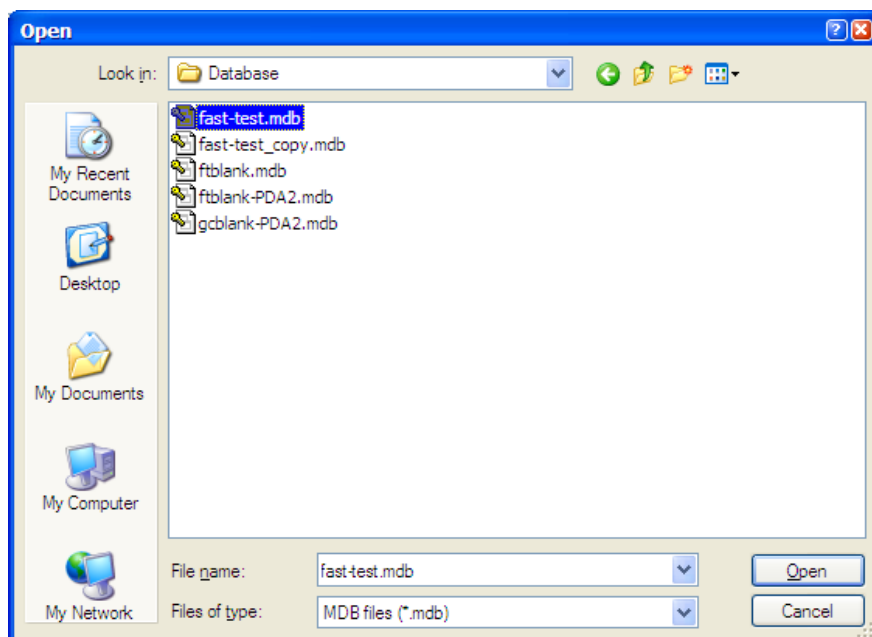 Open
Look in:
Database
My Recent
Documents
Desktop
My Documents
My Computer
My Network
fast-test.mdb
fast-test_copy.mdb
ftblank.mdb
ftblank-PDA2.mdb
gcblank-PDA2.mdb
File name:
fast-test.mdb
Open
Files of type:
MDB files (*.mdb)
Cancel